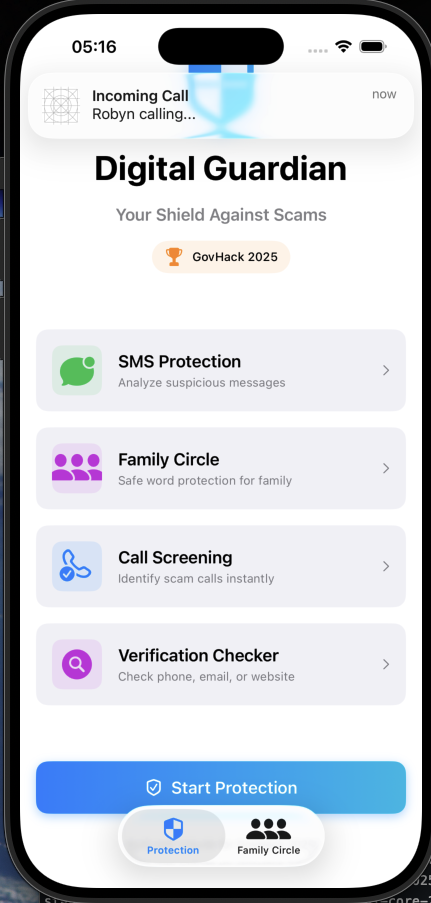 05:16
Incoming Call
now
Robyn calling...
Digital Guardian
Your Shield Against Scams
GovHack 2025
SMS Protection
Analyze suspicious messages
Family Circle
Safe word protection for family
Call Screening
Identify scam calls instantly
Verification Checker
Check phone, email, or website
Start Protection
Protection
Family Circle